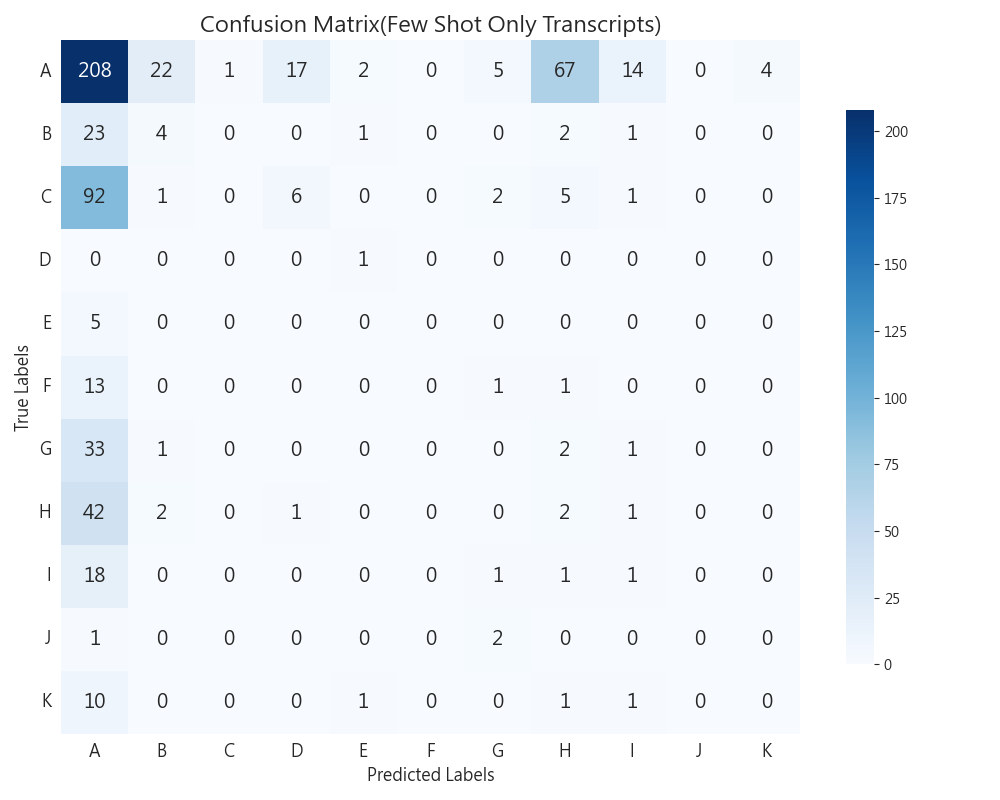 Confusion Matrix(Few Shot Only Transcripts)
A 208 22 1 17 2 0 5 67 14 0 4
B 23 4 0 0 1 0 0 2 1 0 0
C 92 1 0 6 0 0 2 5 1 0 0
D 0 0 0 0 1 0 0 0 0 0 0
E 5 0 0 0 0 0 0 0 0 0 0
F 13 0 0 0 0 0 1 1 0 0 0
G 33 1 0 0 0 0 0 2 1 0 0
H 42 2 0 1 0 0 0 2 1 0 0
I 18 0 0 0 0 0 1 1 1 0 0
J 1 0 0 0 0 0 2 0 0 0 0
K 10 0 0 0 1 0 0 1 1 0 0
A B C D E F G H I J K
Predicted Labels
True Labels
200
175
150
125
100
75
50
25
0